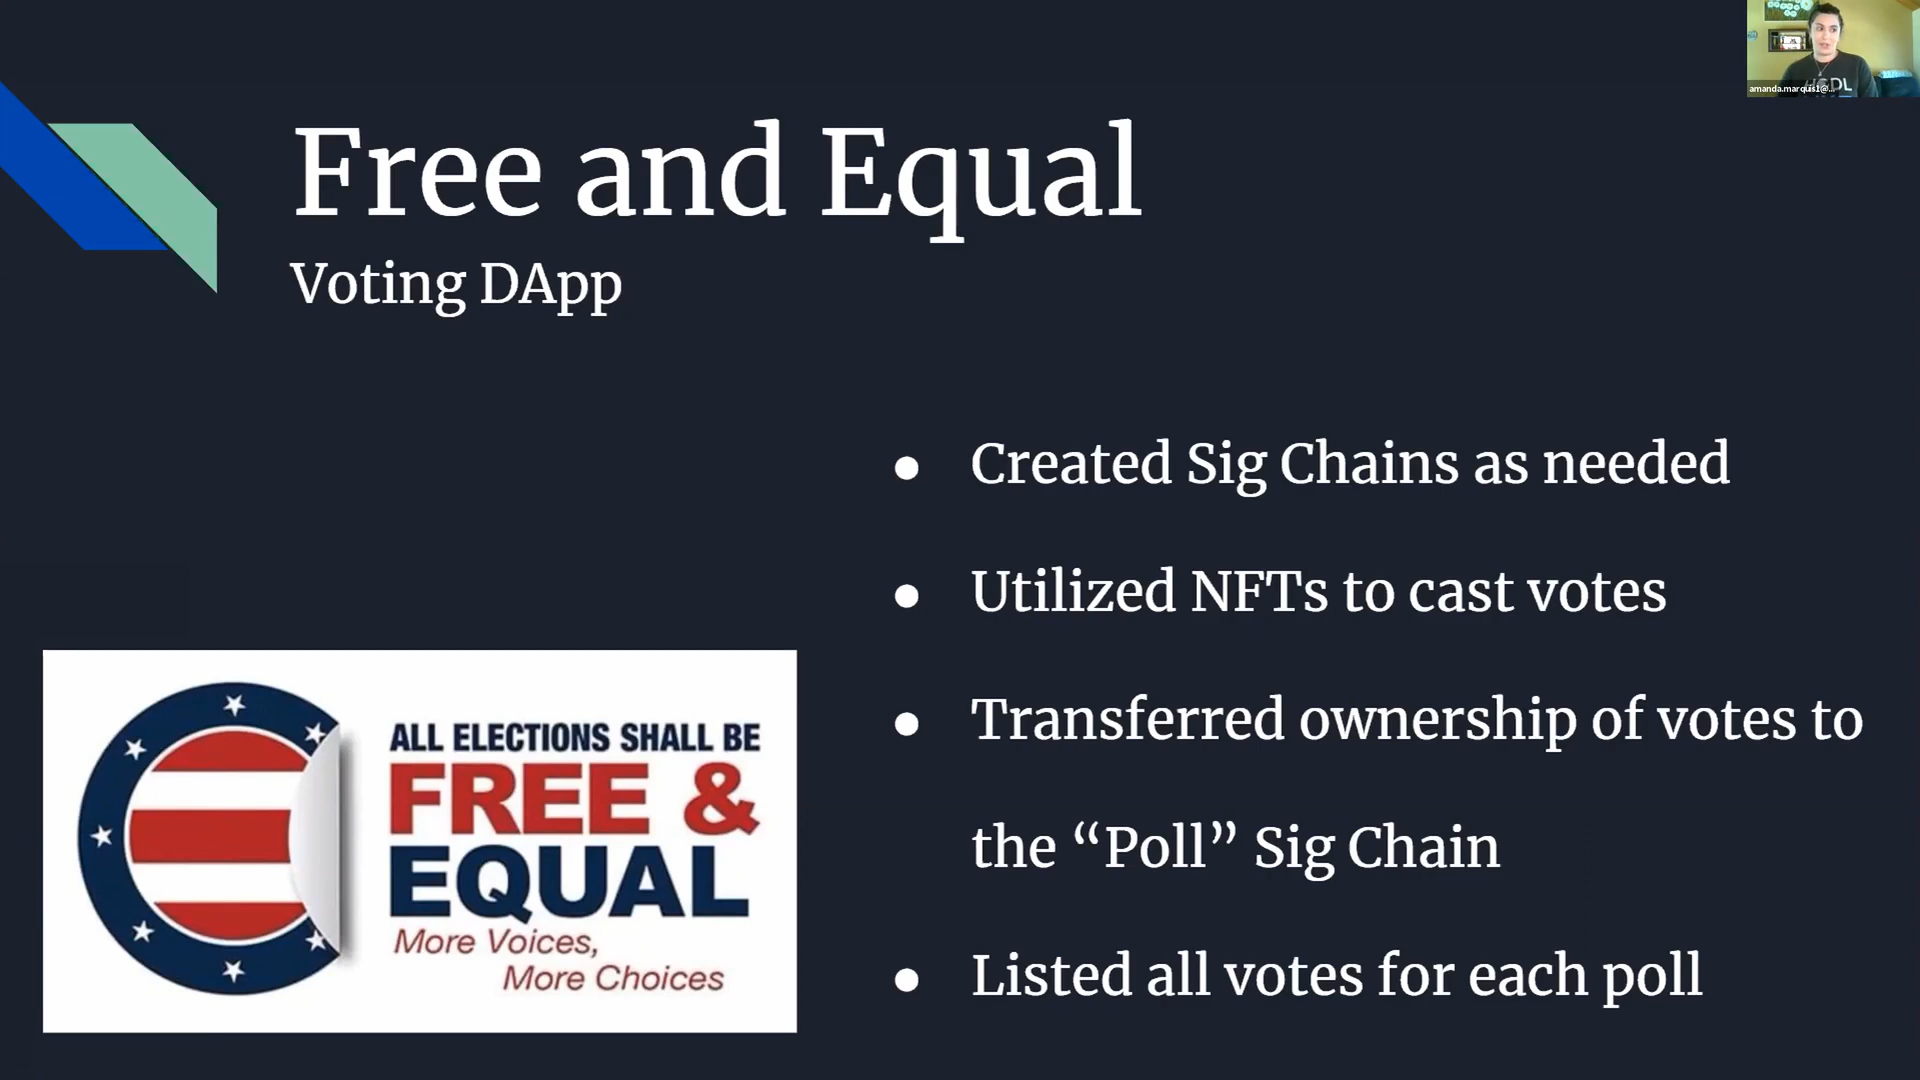 amanda.marquis1@...
Free and Equal
Voting DApp
● Created Sig Chains as needed
● Utilized NFTs to cast votes
● Transferred ownership of votes to
the “Poll” Sig Chain
● Listed all votes for each poll
ALL ELECTIONS SHALL BE
FREE &
EQUAL
More Voices,
More Choices